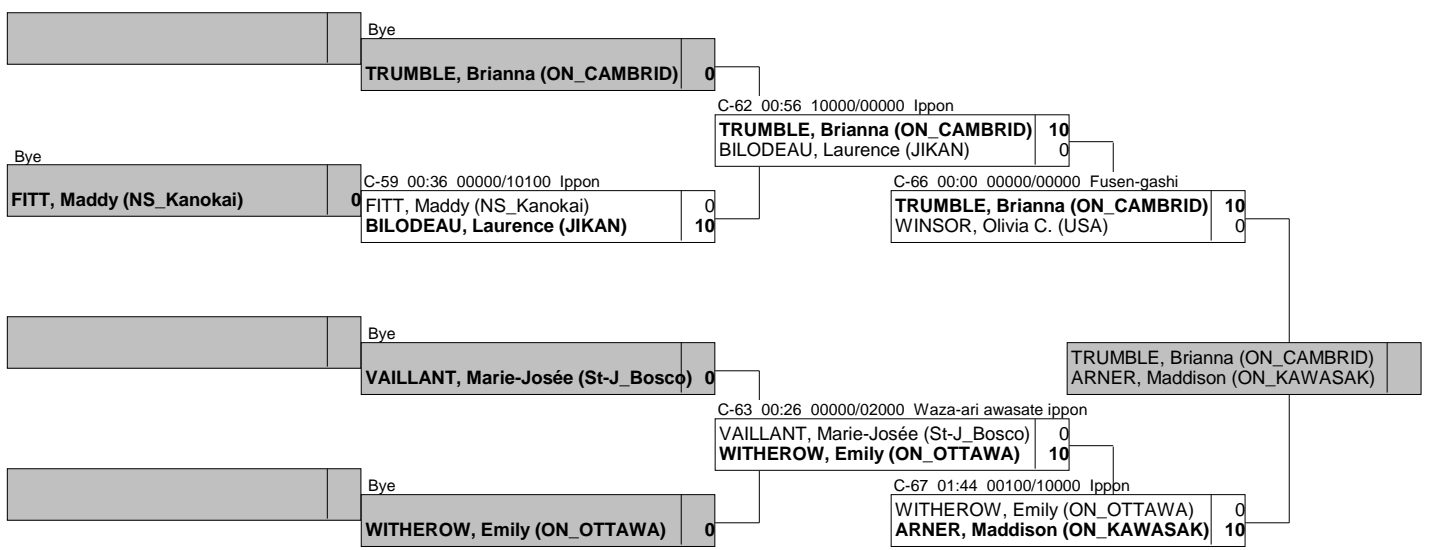 Bye
TRUMBLE, Brianna (ON_CAMBRID) 0
C-62 00:56 10000/00000 Ippon
TRUMBLE, Brianna (ON_CAMBRID) 10
BILODEAU, Laurence (JIKAN) 0
Bye
FITT, Maddy (NS_Kanokai) 0
C-59 00:36 00000/10100 Ippon
FITT, Maddy (NS_Kanokai) 0
BILODEAU, Laurence (JIKAN) 10
C-66 00:00 00000/00000 Fusen-gashi
TRUMBLE, Brianna (ON_CAMBRID) 10
WINSOR, Olivia C. (USA) 0
Bye
VAILLANT, Marie-Josée (St-J_Bosco) 0
TRUMBLE, Brianna (ON_CAMBRID)
ARNER, Maddison (ON_KAWASAK)
C-63 00:26 00000/02000 Waza-ari awasate ippon
VAILLANT, Marie-Josée (St-J_Bosco) 0
WITHEROW, Emily (ON_OTTAWA) 10
Bye
WITHEROW, Emily (ON_OTTAWA) 0
C-67 01:44 00100/10000 Ippon
WITHEROW, Emily (ON_OTTAWA) 0
ARNER, Maddison (ON_KAWASAK) 10